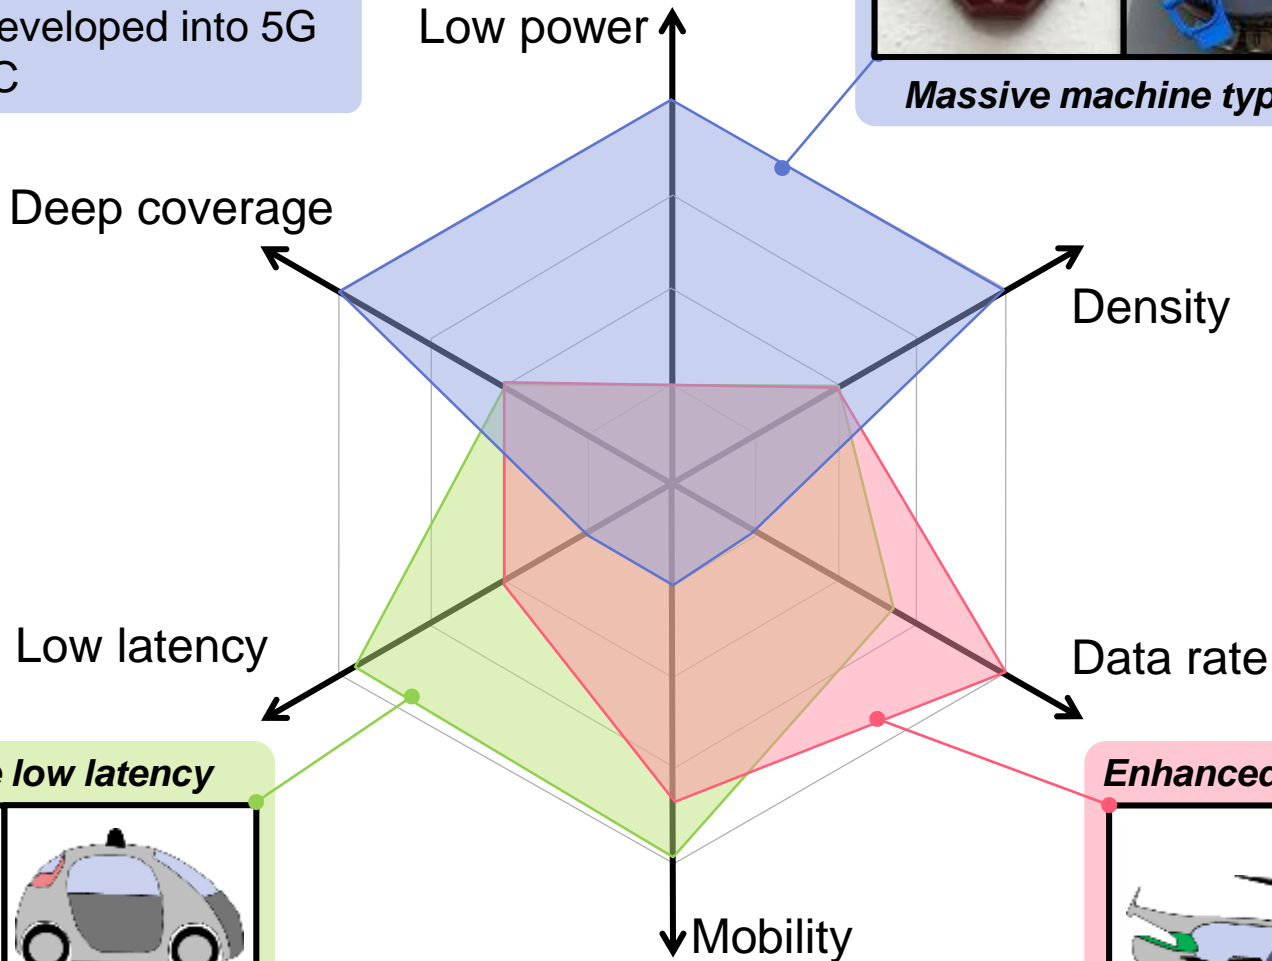 eveloped into 5G
C
Low power
Massive machine typ
Deep coverage
Density
Low latency
Data rate
low latency
Enhanced
Mobility